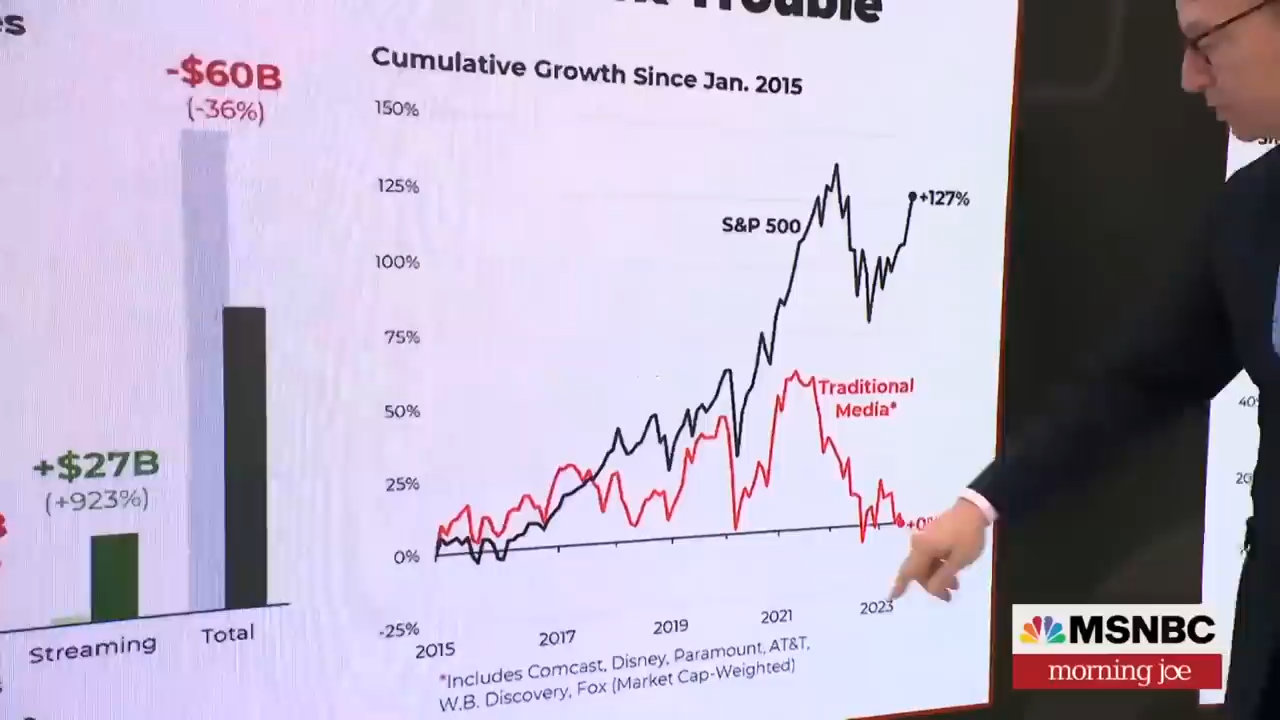 Trouble
-$60B
(-36%)
+$27B
(+923%)
Streaming
Total
Cumulative Growth Since Jan. 2015
150%
125%
100%
75%
50%
25%
0%
-25%
S&P 500
+127%
Traditional
Media*
2015
2017
2019
2021
2023
*Includes Comcast, Disney, Paramount, AT&T,
W.B. Discovery, Fox (Market Cap-Weighted)
MSNBC
morning joe